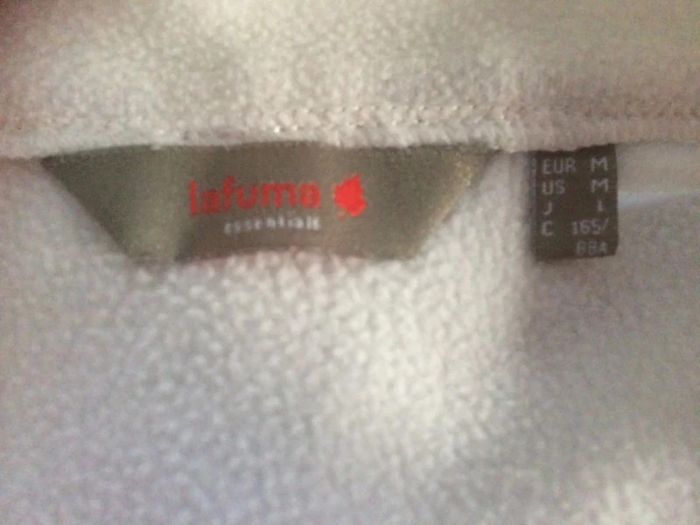 lafuma
essentials
EUR M
US M
J L
C 165/
88A